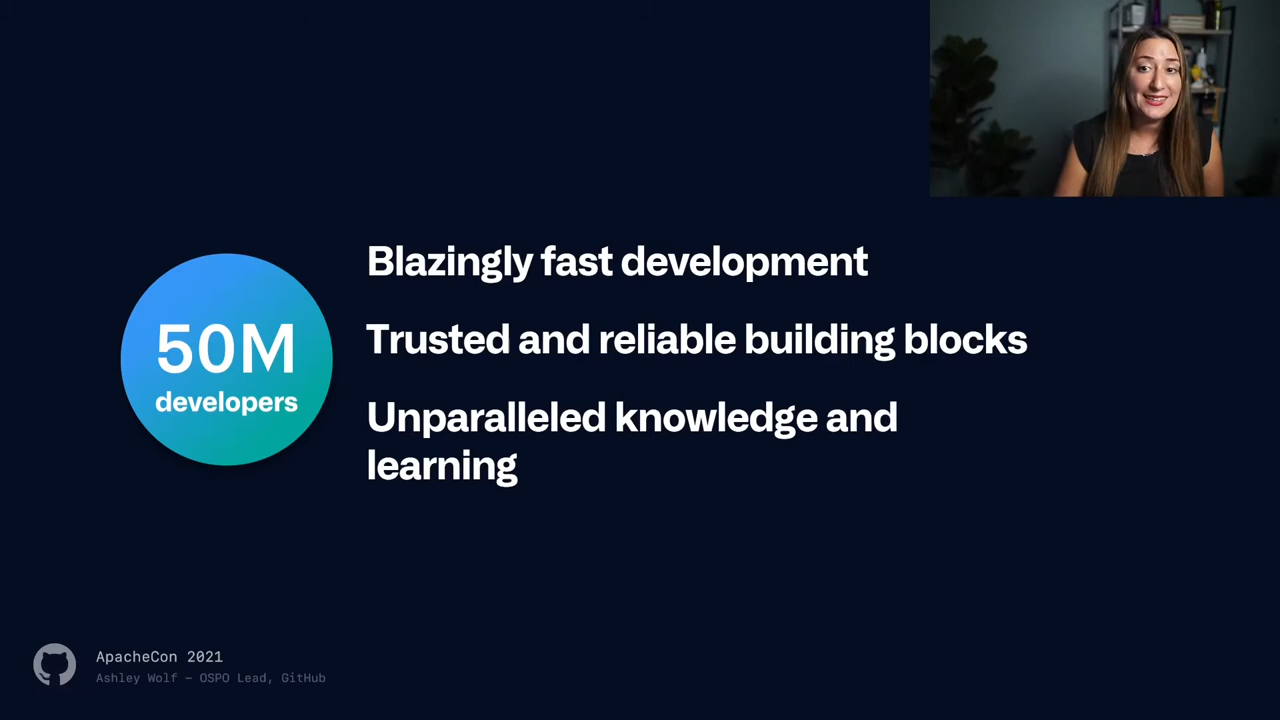 50M
developers
Blazingly fast development
Trusted and reliable building blocks
Unparalleled knowledge and
learning
ApacheCon 2021
Ashley Wolf — OSPO Lead, GitHub